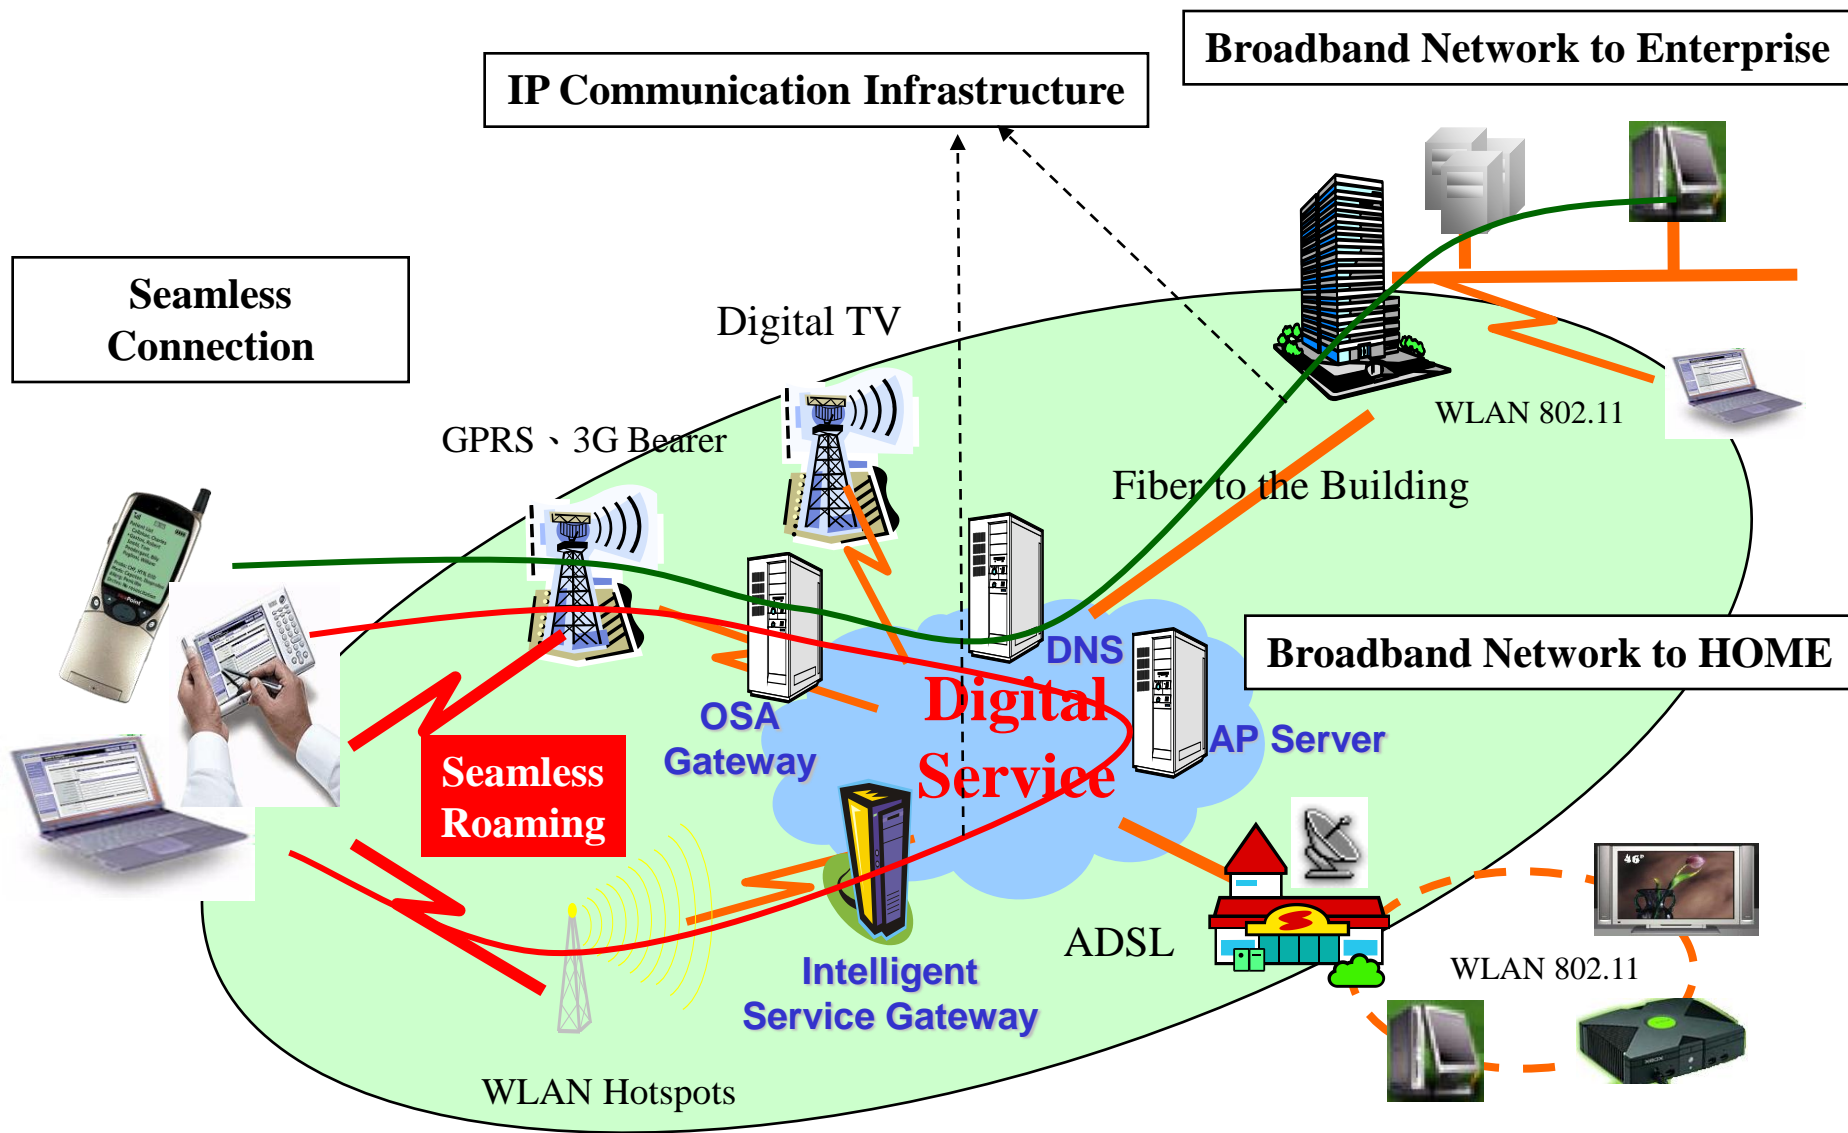 Broadband Network to Enterprise
IP Communication Infrastructure
Seamless
Connection
Digital TV
GPRS、3G Bearer
WLAN 802.11
Fiber to the Building
DNS
Broadband Network to HOME
OSA
Gateway
Digital
Service
AP Server
Seamless
Roaming
46"
ADSL
WLAN 802.11
Intelligent
Service Gateway
WLAN Hotspots